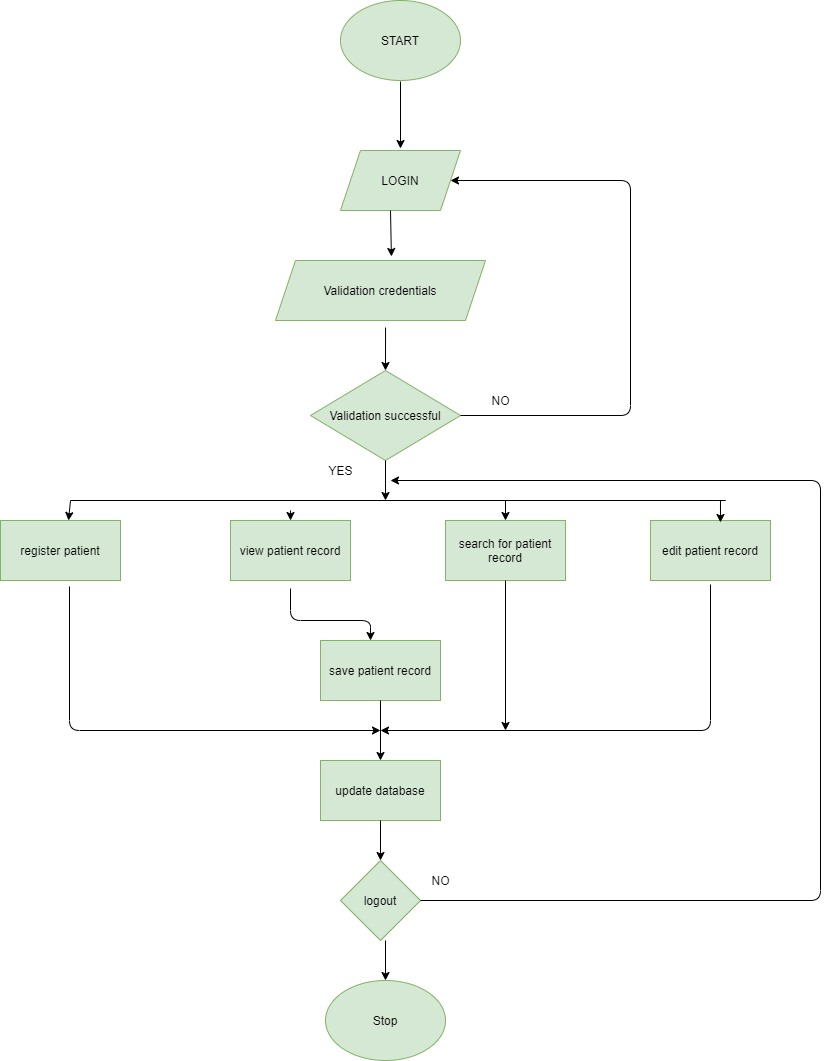 START
LOGIN
Validation credentials
Validation successful
NO
YES
register patient
view patient record
search for patient
record
edit patient record
save patient record
update database
NO
logout
Stop